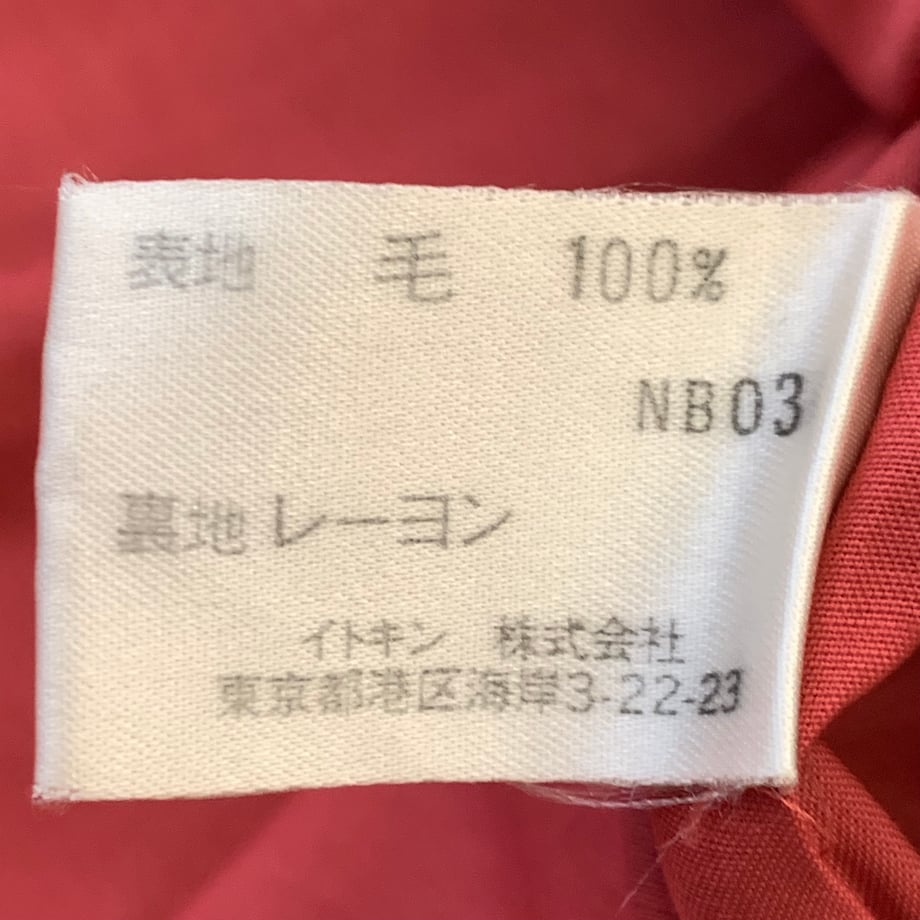 表地 毛 100%
NB03
裏地 レーヨン
イトキン 株式会社
東京都港区海岸3-22-23